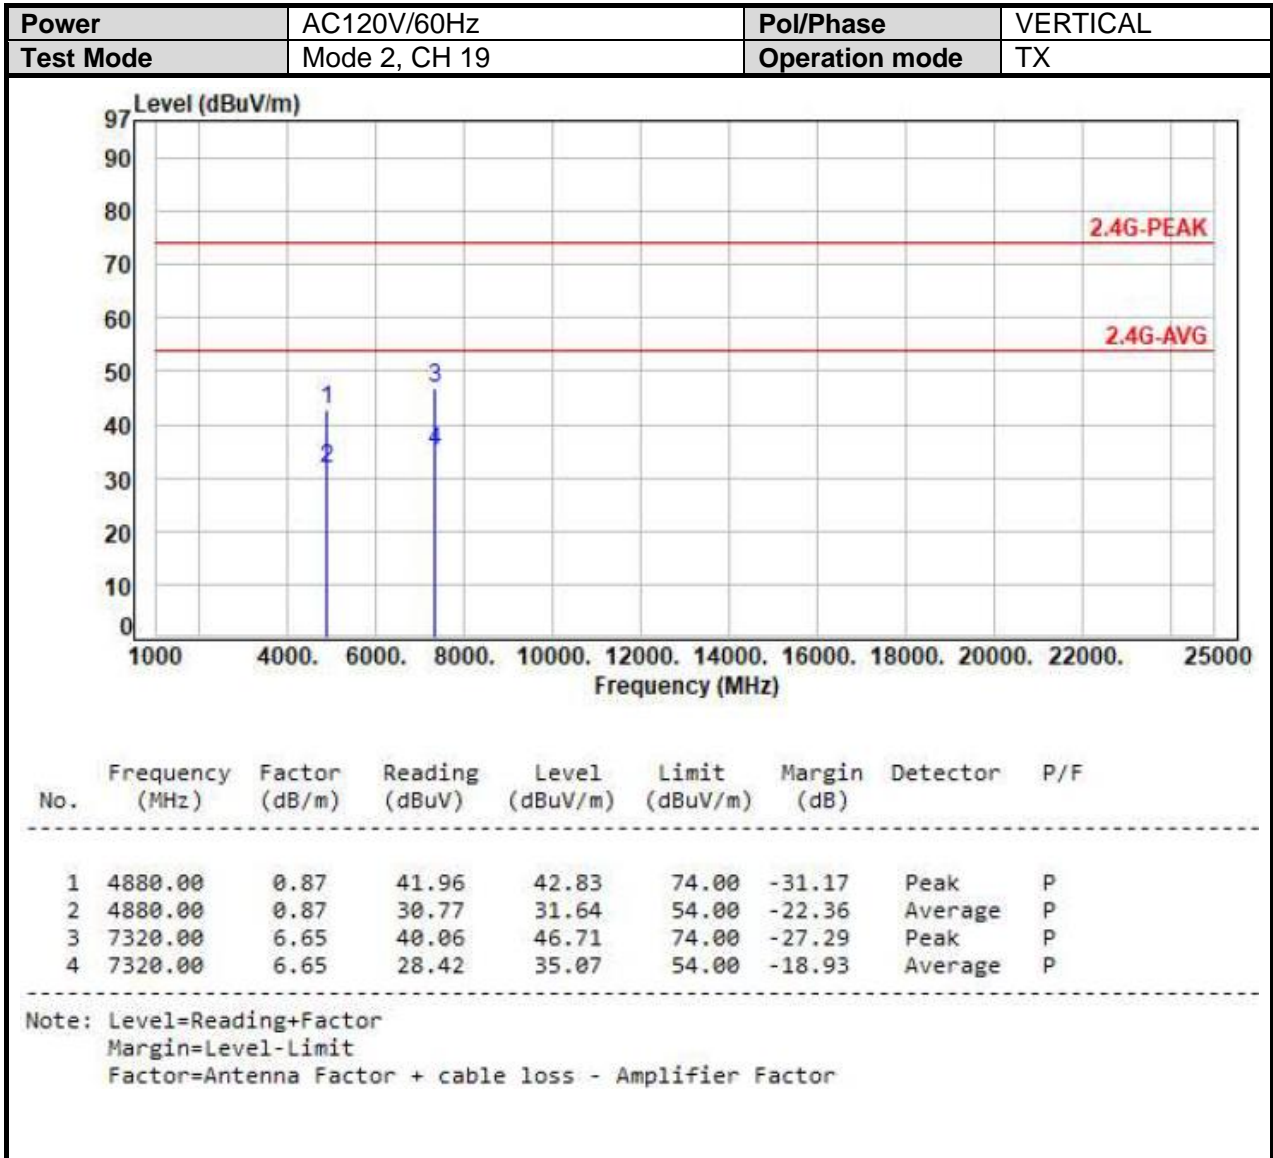 Power AC120V/60Hz Pol/Phase VERTICAL
Test Mode Mode 2, CH 19 Operation mode TX
Level (dBuV/m)
97
90
80
2.4G-PEAK
70
60
2.4G-AVG
50
3
1
40
4
2
30
20
10
0
1000 4000. 6000. 8000. 10000. 12000. 14000. 16000. 18000. 20000. 22000. 25000
Frequency (MHz)
Frequency Factor Reading Level Limit Margin Detector P/F
No. (MHz) (dB/m) (dBuV) (dBuV/m) (dBuV/m) (dB)
1 4880.00 0.87 41.96 42.83 74.00 -31.17 Peak P
2 4880.00 0.87 30.77 31.64 54.00 -22.36 Average P
3 7320.00 6.65 40.06 46.71 74.00 -27.29 Peak P
4 7320.00 6.65 28.42 35.07 54.00 -18.93 Average P
Note: Level=Reading+Factor
Margin=Level-Limit
Factor=Antenna Factor + cable loss - Amplifier Factor